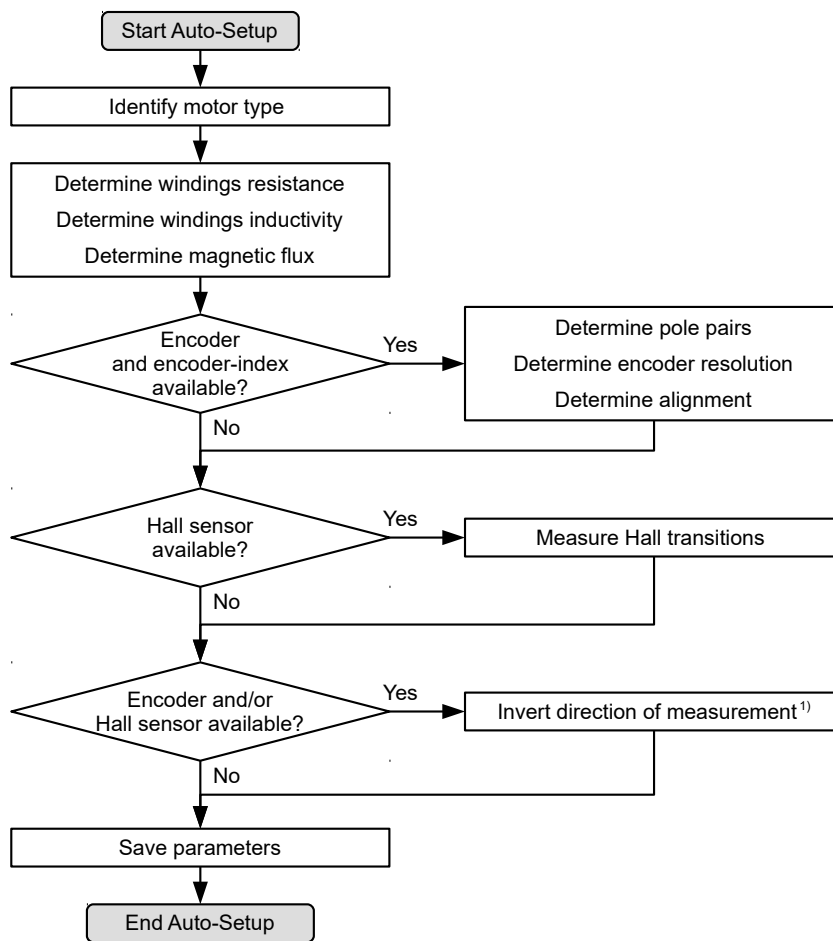 Start Auto-Setup
Identify motor type
Determine windings resistance
Determine windings inductivity
Determine magnetic flux
Encoder
and encoder-index
available?
Yes
Determine pole pairs
Determine encoder resolution
Determine alignment
No
Hall sensor
available?
Yes
Measure Hall transitions
No
Encoder and/or
Hall sensor available?
Yes
Invert direction of measurement 1)
No
Save parameters
End Auto-Setup